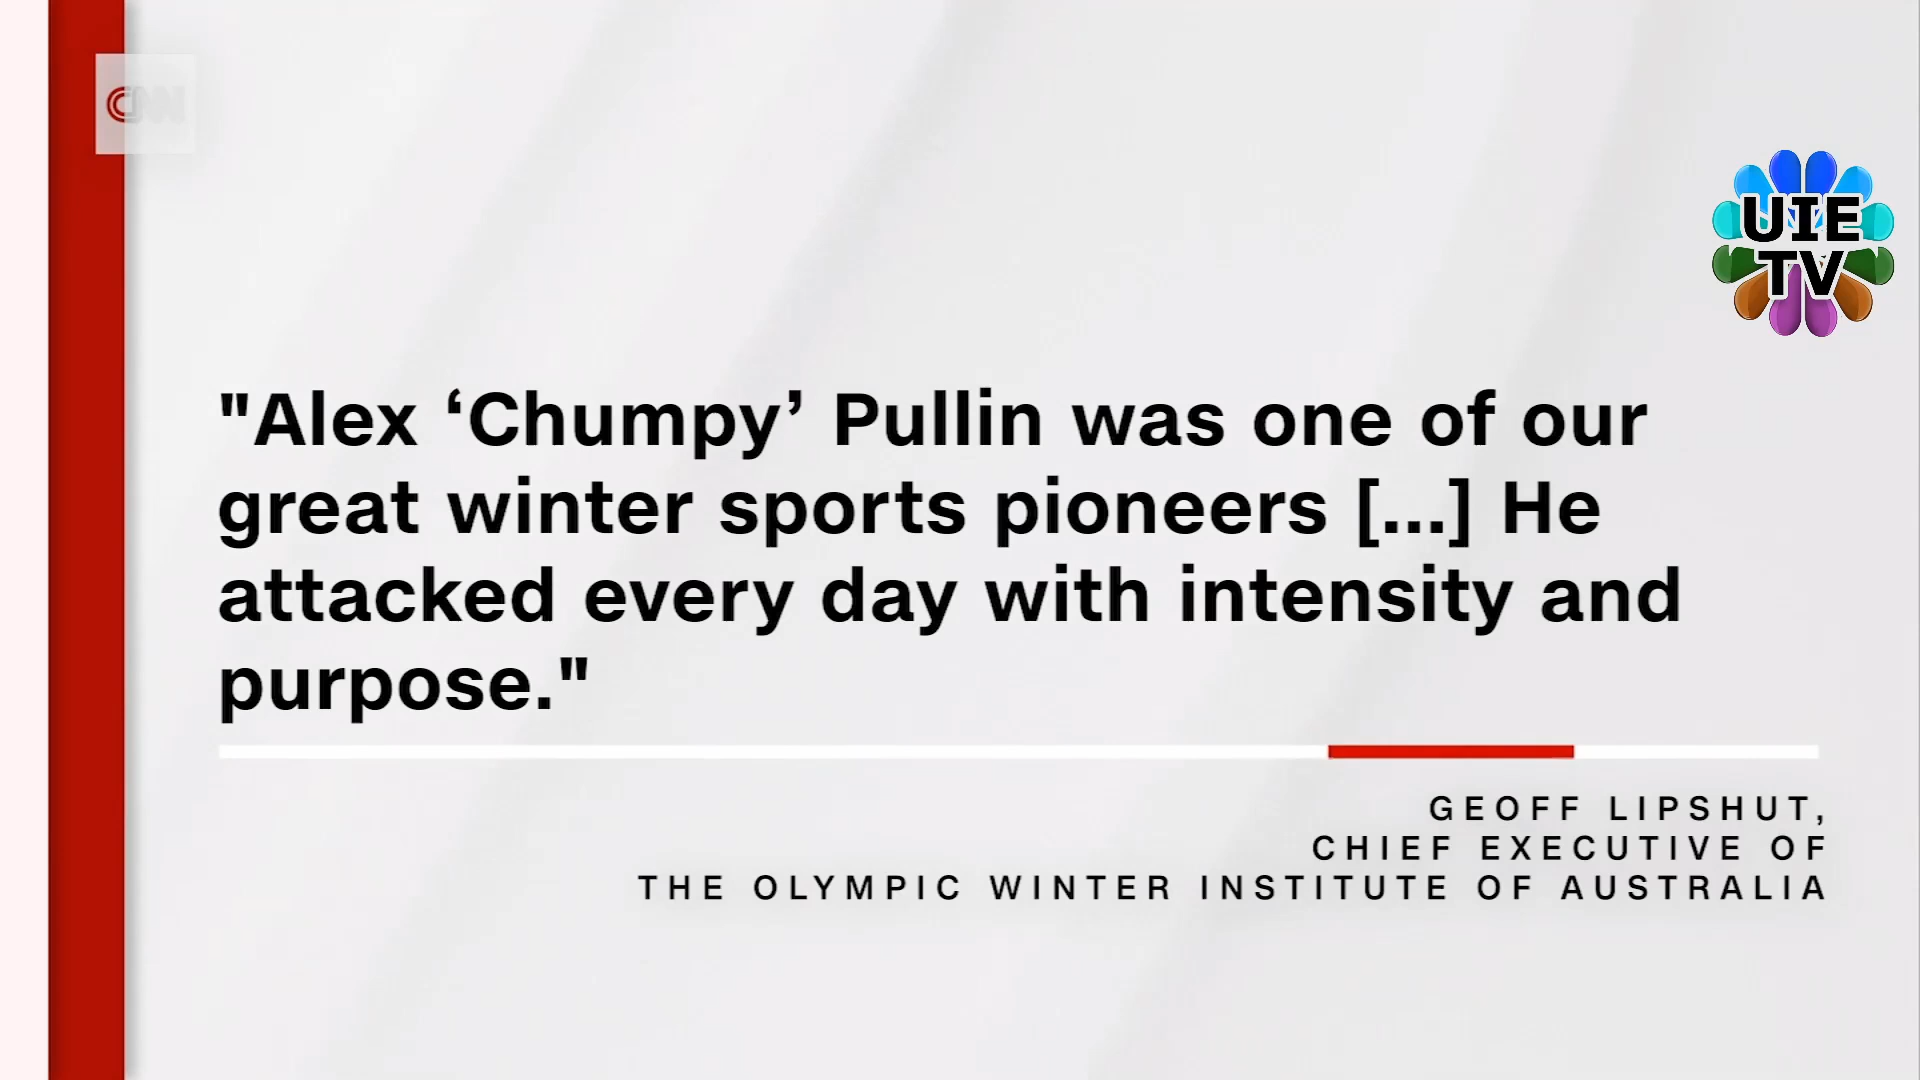 CNN
UIE
TV
"Alex ‘Chumpy’ Pullin was one of our
great winter sports pioneers [...] He
attacked every day with intensity and
purpose."
GEOFF LIPSHUT,
CHIEF EXECUTIVE OF
THE OLYMPIC WINTER INSTITUTE OF AUSTRALIA